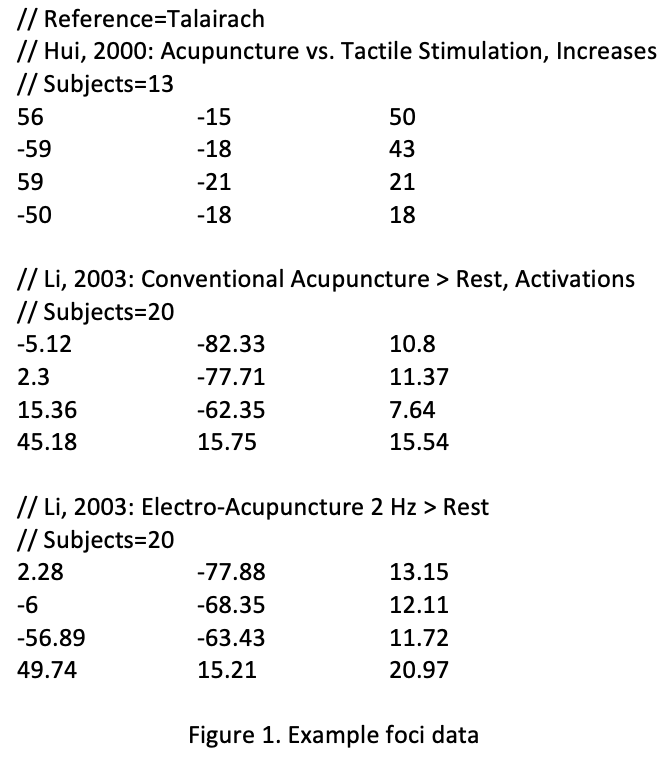 // Reference=Talairach
// Hui, 2000: Acupuncture vs. Tactile Stimulation, Increases
// Subjects=13
56 -15 50
-59 -18 43
59 -21 21
-50 -18 18
// Li, 2003: Conventional Acupuncture > Rest, Activations
// Subjects=20
-5.12 -82.33 10.8
2.3 -77.71 11.37
15.36 -62.35 7.64
45.18 15.75 15.54
// Li, 2003: Electro-Acupuncture 2 Hz > Rest
// Subjects=20
2.28 -77.88 13.15
-6 -68.35 12.11
-56.89 -63.43 11.72
49.74 15.21 20.97
Figure 1. Example foci data